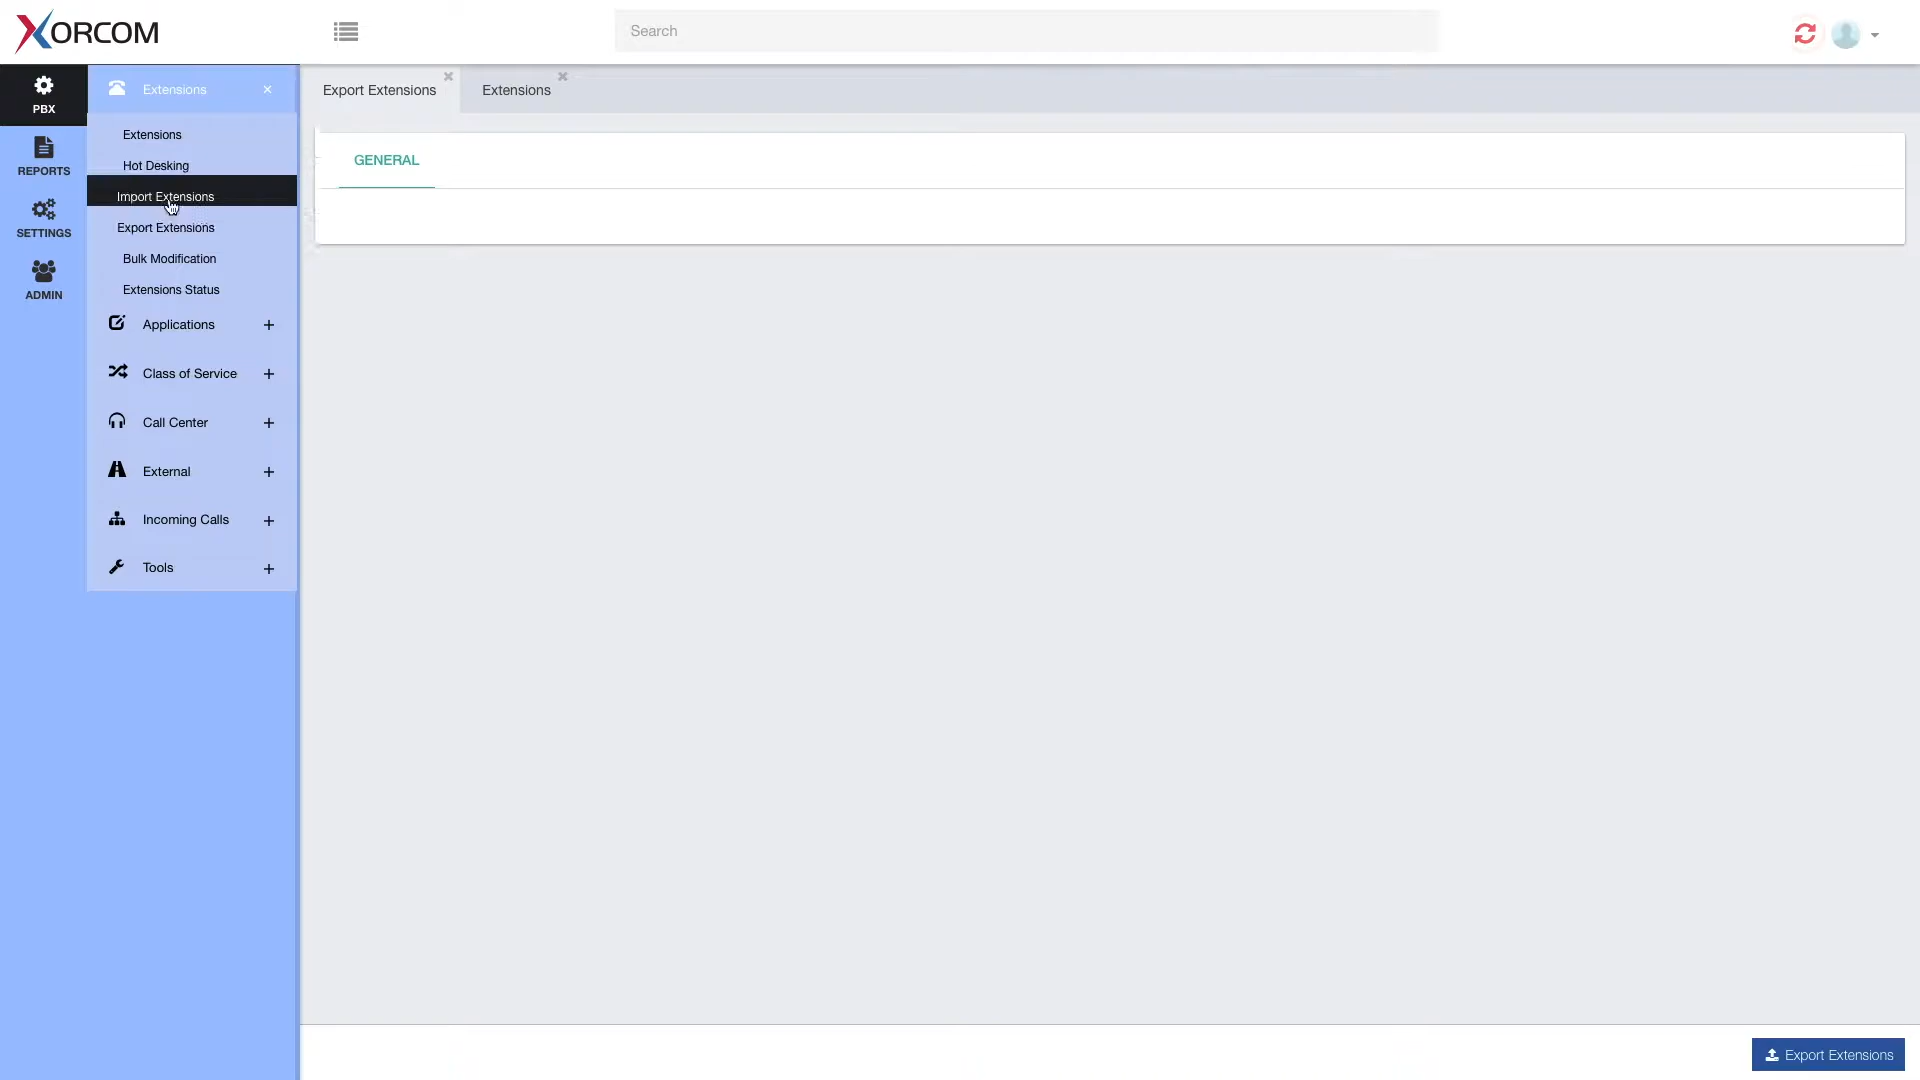 XORCOM
Search
PBX
REPORTS
SETTINGS
ADMIN
Extensions
Extensions
Hot Desking
Import Extensions
Export Extensions
Bulk Modification
Extensions Status
Applications
Class of Service
Call Center
External
Incoming Calls
Tools
Export Extensions
Extensions
GENERAL
Export Extensions